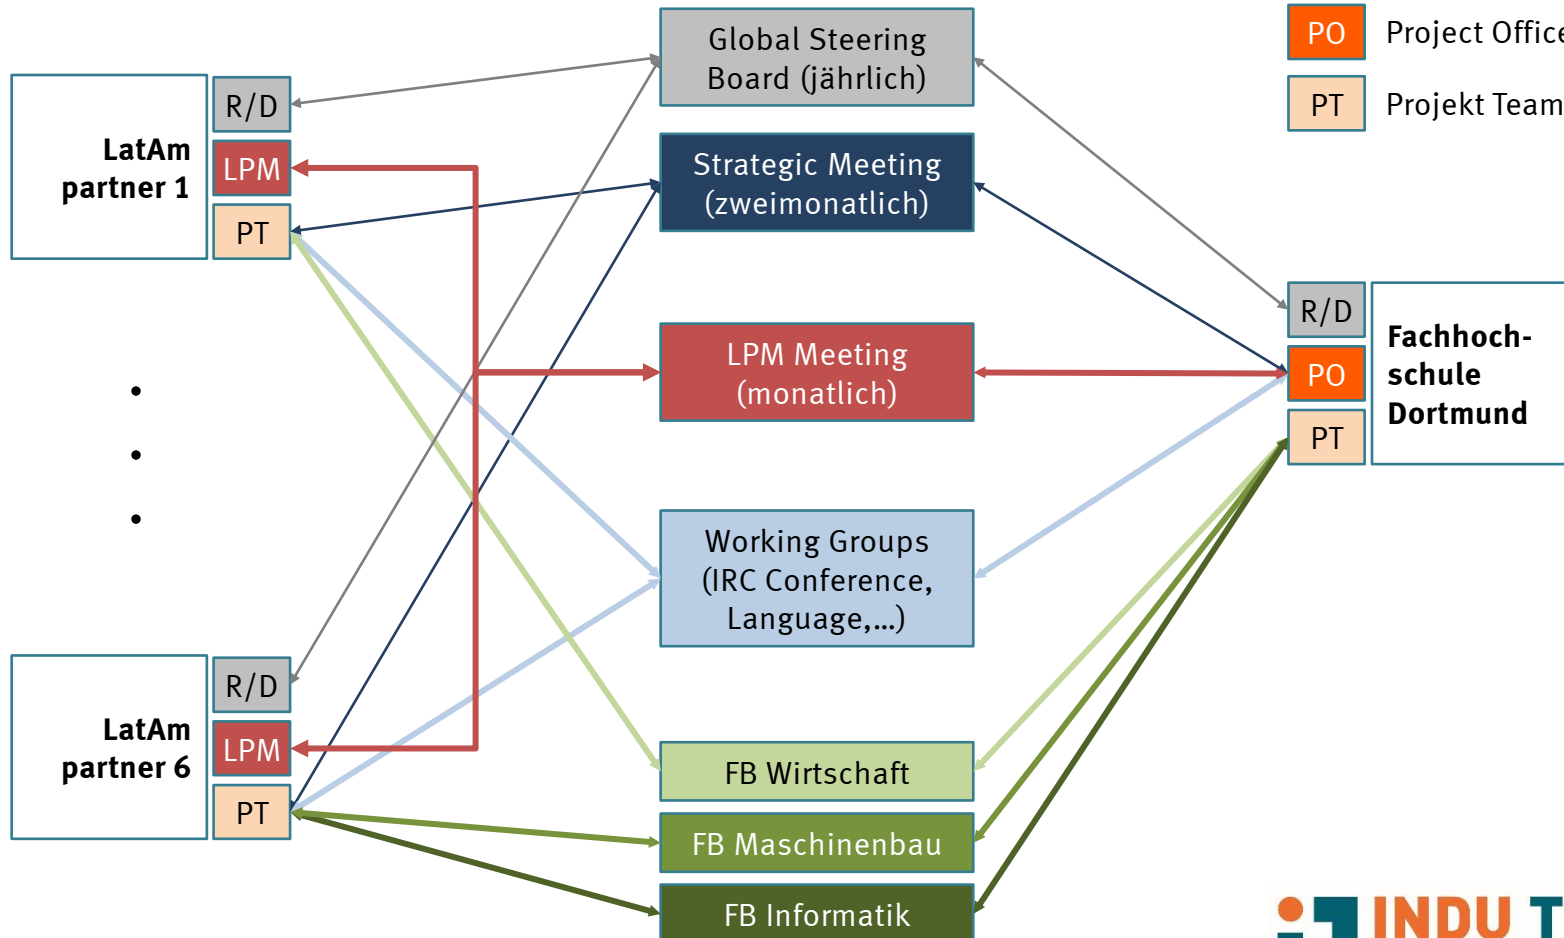 Global Steering
Board (jährlich)
PO
Project Office
PT
Projekt Team
LatAm
partner 1
R/D
LPM
PT
Strategic Meeting
(zweimonatlich)
LPM Meeting
(monatlich)
R/D
PO
PT
Fachhoch-
schule
Dortmund
Working Groups
(IRC Conference,
Language,...)
LatAm
partner 6
R/D
LPM
PT
FB Wirtschaft
FB Maschinenbau
FB Informatik
INDU T